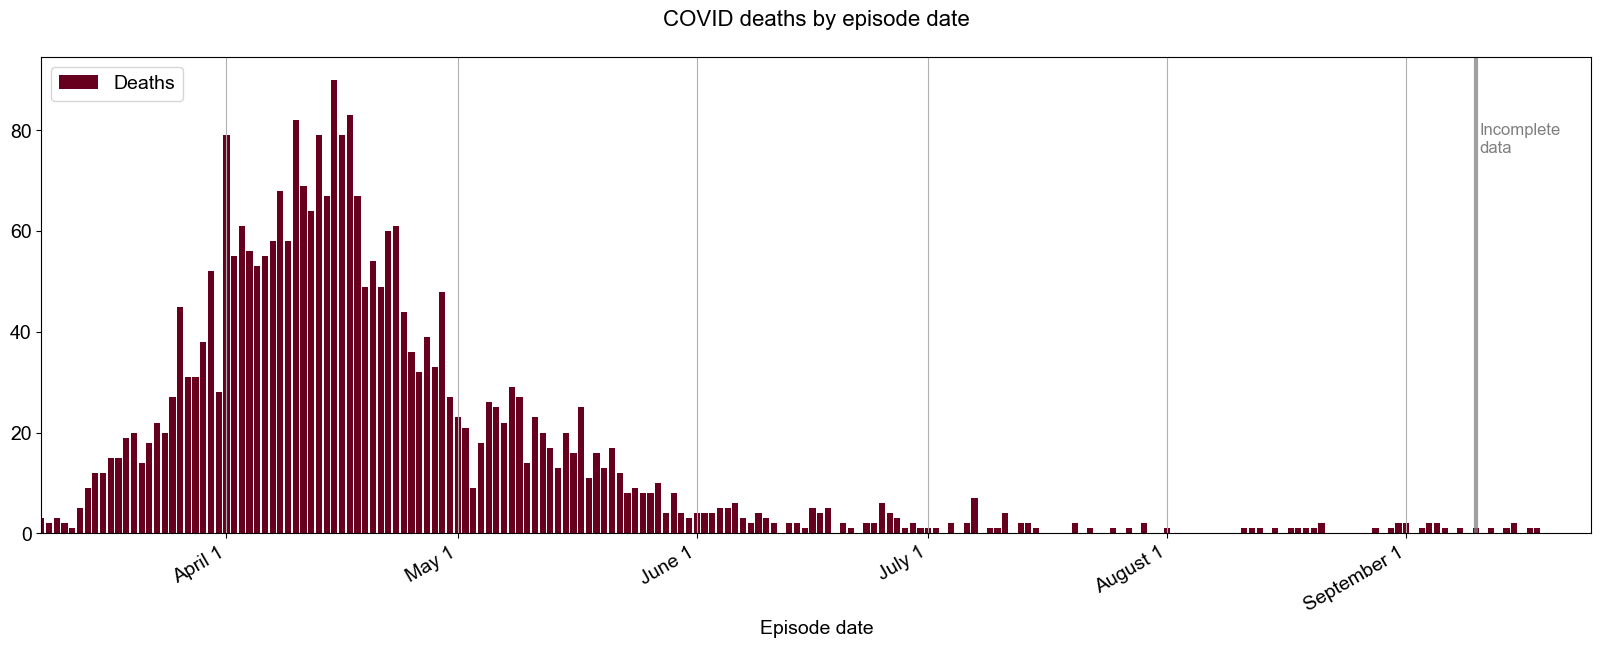 COVID deaths by episode date
Deaths
80
60
40
20
0
Incomplete
data
April 1
May 1
June 1
July 1
August 1
September 1
Episode date